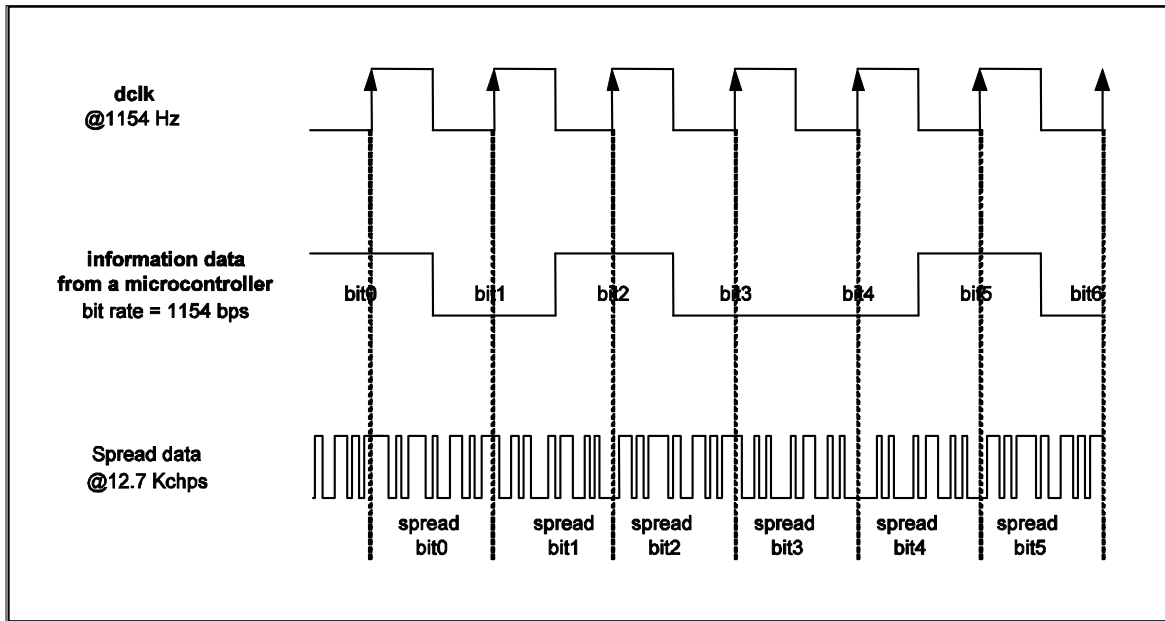 dclk
@1154 Hz
information data
from a microcontroller
bit rate = 1154 bps
bit0 bit1 bit2 bit3 bit4 bit5 bit6
Spread data
@12.7 Kchps
spread spread spread spread spread spread
bit0 bit1 bit2 bit3 bit4 bit5